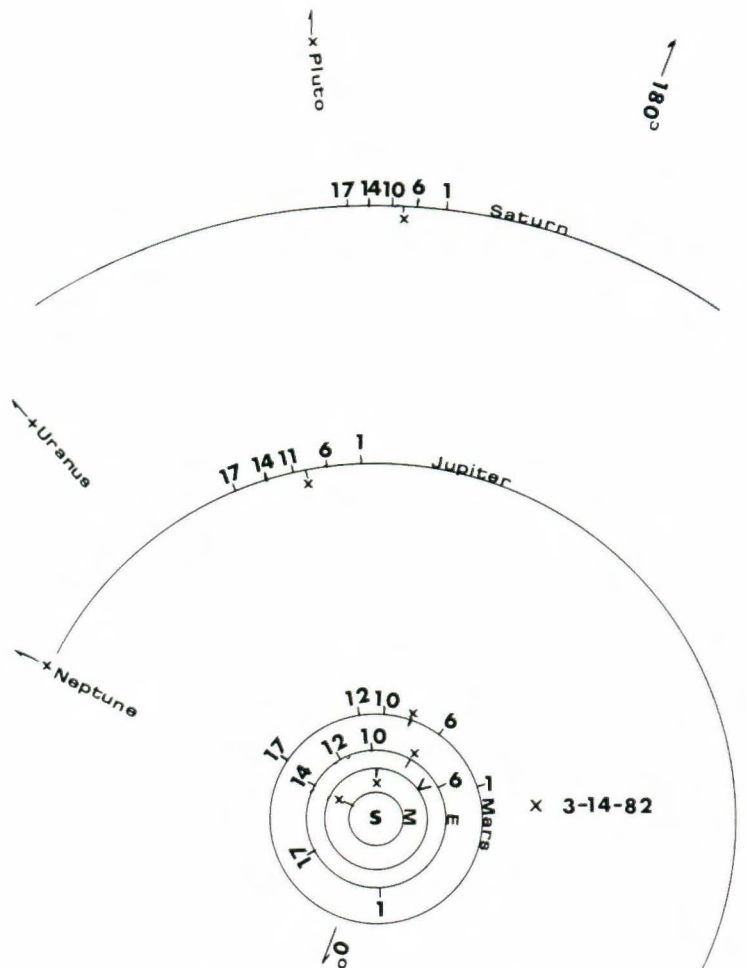 Pluto
180°
17 14 10 6 1
Saturn
Uranus
17 14 11 6 1
Jupiter
Neptune
12 10 6
17 12 10
14 V 6 1
S M E Mars
X 3-14-82
17
1
0°